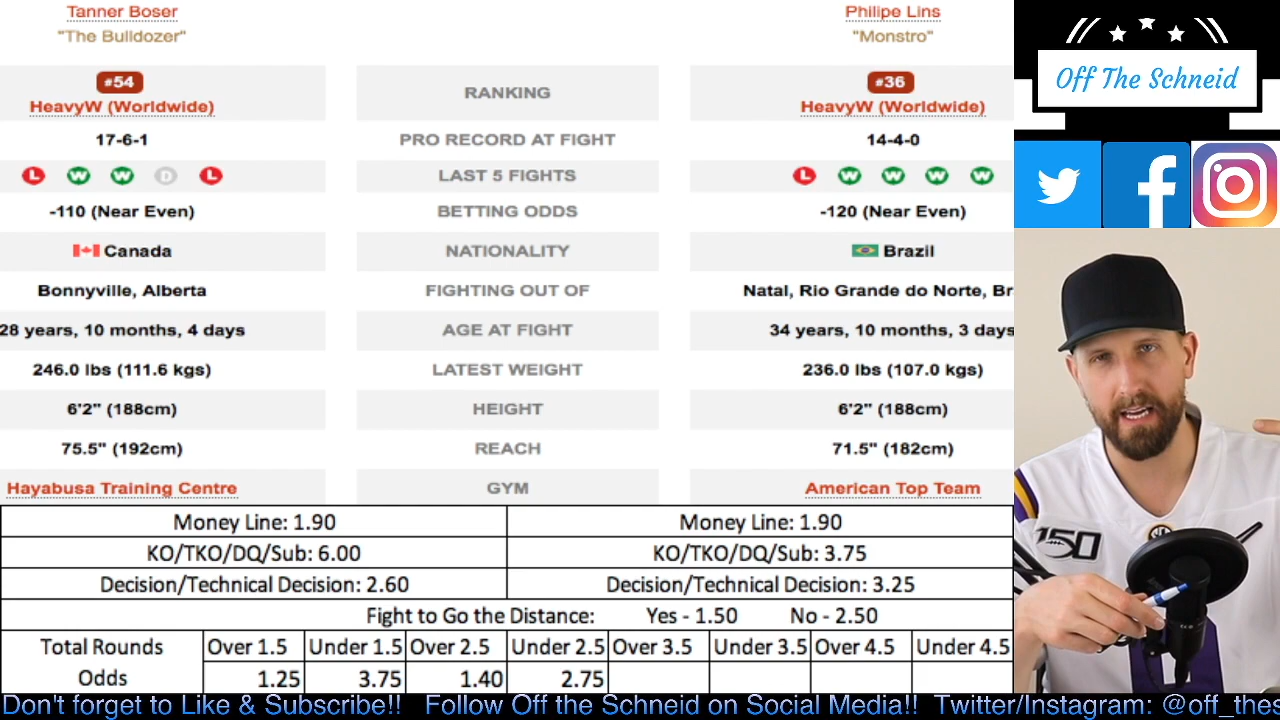 Tanner Boser
Philipe Lins
"The Bulldozer"
"Monstro"
#54
RANKING
#36
HeavyW (Worldwide)
HeavyW (Worldwide)
17-6-1
PRO RECORD AT FIGHT
14-4-0
L W W D L
LAST 5 FIGHTS
L W W W W
-110 (Near Even)
BETTING ODDS
-120 (Near Even)
Canada
NATIONALITY
Brazil
Bonnyville, Alberta
FIGHTING OUT OF
Natal, Rio Grande do Norte, Br
28 years, 10 months, 4 days
AGE AT FIGHT
34 years, 10 months, 3 days
246.0 lbs (111.6 kgs)
LATEST WEIGHT
236.0 lbs (107.0 kgs)
6'2" (188cm)
HEIGHT
6'2" (188cm)
75.5" (192cm)
REACH
71.5" (182cm)
Hayabusa Training Centre
GYM
American Top Team
Money Line: 1.90
Money Line: 1.90
KO/TKO/DQ/Sub: 6.00
KO/TKO/DQ/Sub: 3.75
Decision/Technical Decision: 2.60
Decision/Technical Decision: 3.25
Fight to Go the Distance: Yes - 1.50 No - 2.50
Total Rounds Over 1.5 Under 1.5 Over 2.5 Under 2.5 Over 3.5 Under 3.5 Over 4.5 Under 4.5
Odds 1.25 3.75 1.40 2.75
Off The Schneid
150
Don't forget to Like & Subscribe!! Follow Off the Schneid on Social Media!! Twitter/Instagram: @off_thes